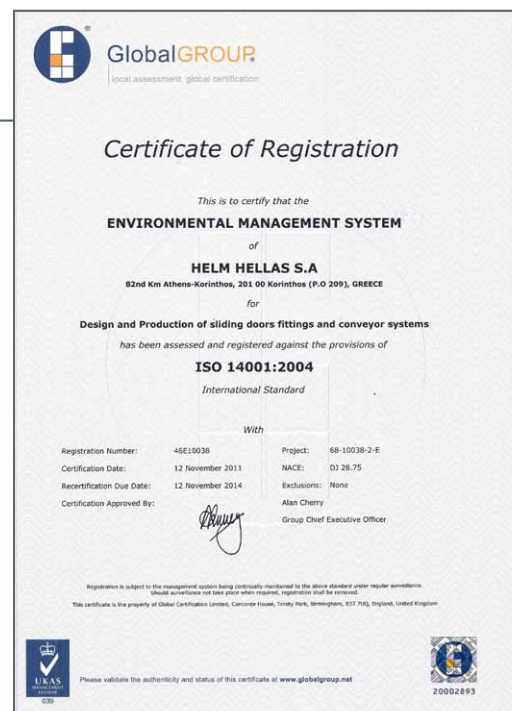 GlobalGROUP®
local assessment, global certification
Certificate of Registration
This is to certify that the
ENVIRONMENTAL MANAGEMENT SYSTEM
of
HELM HELLAS S.A
82nd Km Athens-Korinthos, 201 00 Korinthos (P.O 209), GREECE
for
Design and Production of sliding doors fittings and conveyor systems
has been assessed and registered against the provisions of
ISO 14001:2004
International Standard
With
Registration Number: 46E10038 Project: 68-10038-2-E
Certification Date: 12 November 2011 NACE: DJ 28.75
Recertification Due Date: 12 November 2014 Exclusions: None
Certification Approved By: Alan Cherry
Group Chief Executive Officer
Registration is subject to the management system being continually maintained to the above standard under regular surveillance.
Should surveillance not take place when required, registration shall be removed.
This certificate is the property of Global Certification Limited, Concorde House, Trinity Park, Birmingham, B37 7UQ, England, United Kingdom
UKAS
MANAGEMENT
SYSTEMS
039
Please validate the authenticity and status of this certificate at www.globalgroup.net
20002893